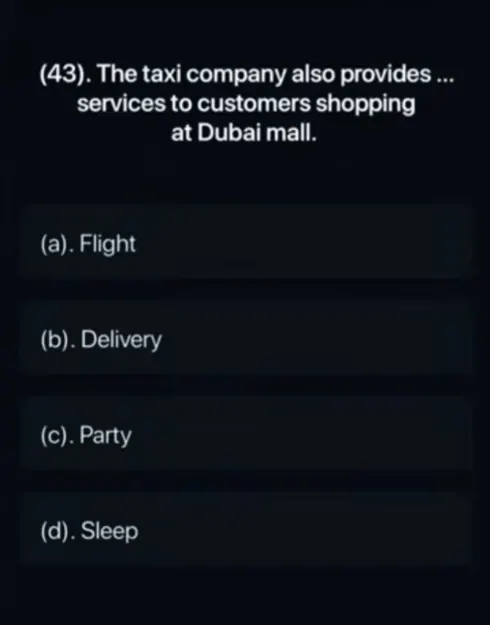 (43). The taxi company also provides ...
services to customers shopping
at Dubai mall.
(a). Flight
(b). Delivery
(c). Party
(d). Sleep